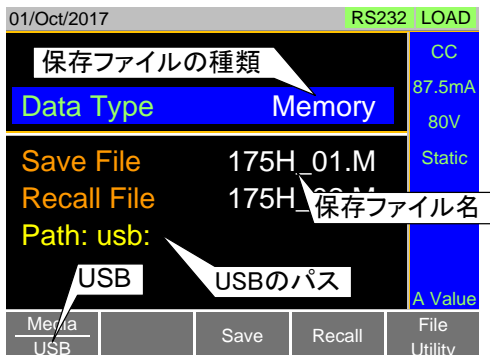 01/Oct/2017 RS232 LOAD
保存ファイルの種類
Data Type Memory
CC
87.5mA
80V
Static
Save File 175H_01.M
Recall File 175H_
保存ファイル名
Path: usb:
USB
USBのパス
A Value
Media
USB
Save
Recall
File
Utility